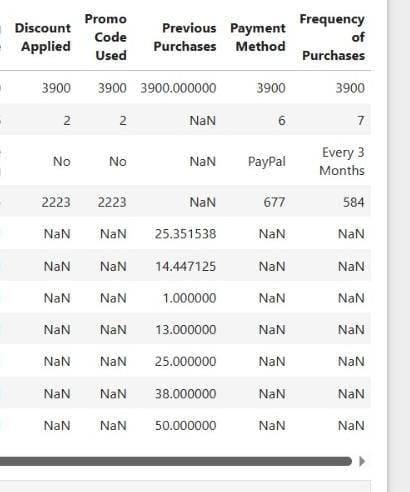 Discount Applied Promo Code Used Previous Purchases Payment Method Frequency of Purchases
3900 3900 3900.000000 3900 3900
2 2 NaN 6 7
No No NaN PayPal Every 3 Months
2223 2223 NaN 677 584
NaN NaN 25.351538 NaN NaN
NaN NaN 14.447125 NaN NaN
NaN NaN 1.000000 NaN NaN
NaN NaN 13.000000 NaN NaN
NaN NaN 25.000000 NaN NaN
NaN NaN 38.000000 NaN NaN
NaN NaN 50.000000 NaN NaN